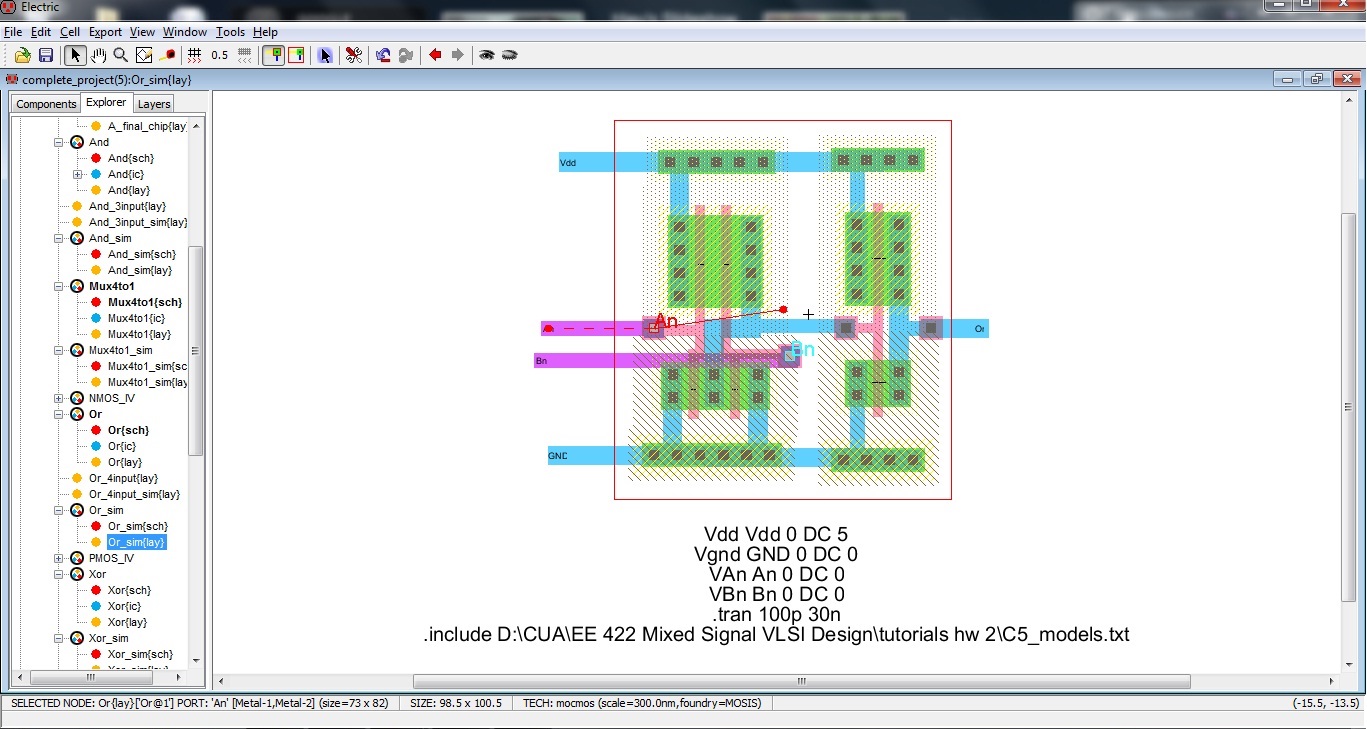 Electric
File Edit Cell Export View Window Tools Help
0.5
complete_project(5):Or_sim{lay}
Components Explorer Layers
A_final_chip{lay
And
And{sch}
And{ic}
And{lay}
And_3input{lay}
And_3input_sim{lay}
And_sim
And_sim{sch}
And_sim{lay}
Mux4to1
Mux4to1{sch}
Mux4to1{ic}
Mux4to1{lay}
Mux4to1_sim
Mux4to1_sim{sc
Mux4to1_sim{lay
NMOS_IV
Or
Or{sch}
Or{ic}
Or{lay}
Or_4input{lay}
Or_4input_sim{lay}
Or_sim
Or_sim{sch}
Or_sim{lay}
PMOS_IV
Xor
Xor{sch}
Xor{ic}
Xor{lay}
Xor_sim
Xor_sim{sch}
Vdd
An
Or
Bn
Bn
GND
Vdd Vdd 0 DC 5
Vgnd GND 0 DC 0
VAn An 0 DC 0
VBn Bn 0 DC 0
.tran 100p 30n
.include D:\CUA\EE 422 Mixed Signal VLSI Design\tutorials hw 2\C5_models.txt
SELECTED NODE: Or{lay}['Or@1'] PORT: 'An' [Metal-1,Metal-2] (size=73 x 82) SIZE: 98.5 x 100.5 TECH: mocmos (scale=300.0nm,foundry=MOSIS) (-15.5, -13.5)